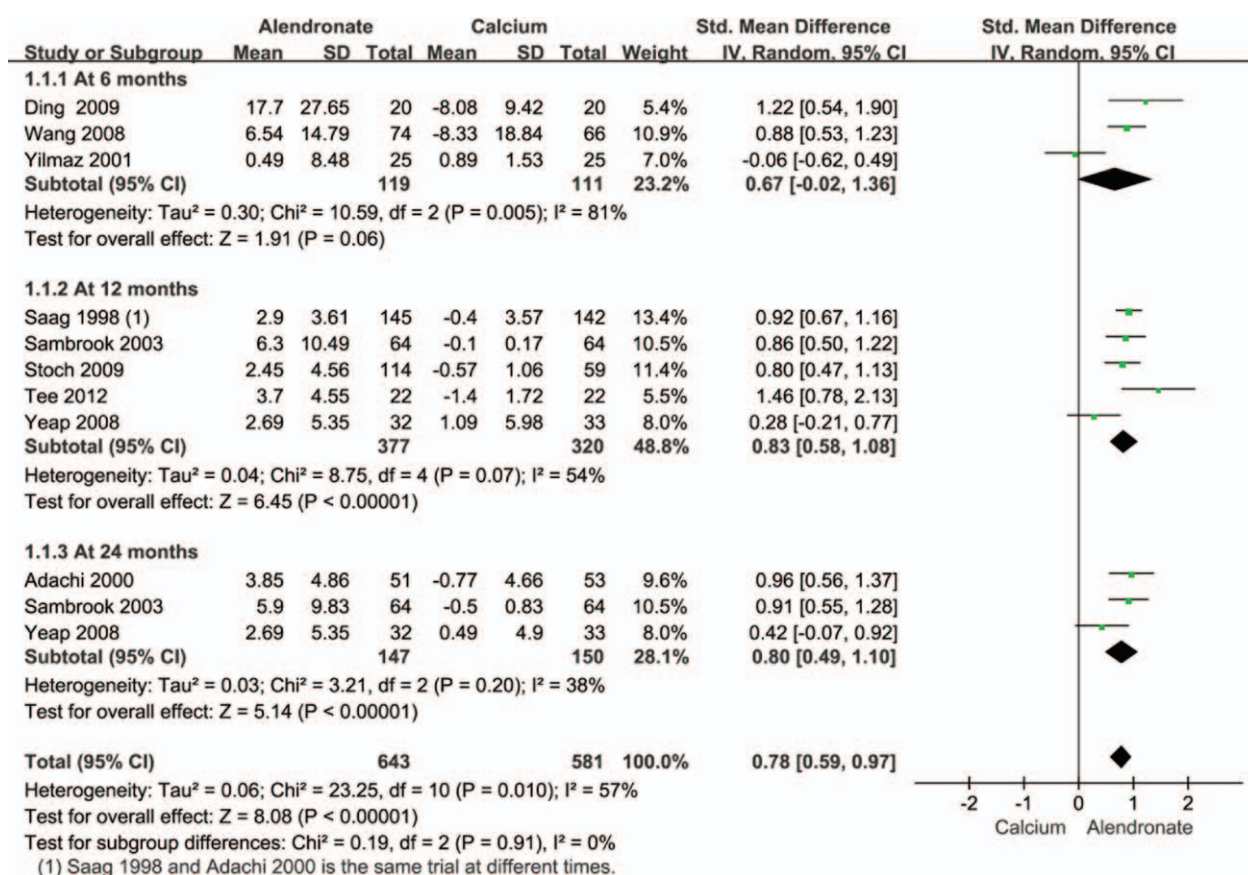 Alendronate Calcium Std. Mean Difference Std. Mean Difference
Study or Subgroup Mean SD Total Mean SD Total Weight IV, Random, 95% CI IV, Random, 95% CI
1.1.1 At 6 months
Ding 2009 17.7 27.65 20 -8.08 9.42 20 5.4% 1.22 [0.54, 1.90]
Wang 2008 6.54 14.79 74 -8.33 18.84 66 10.9% 0.88 [0.53, 1.23]
Yilmaz 2001 0.49 8.48 25 0.89 1.53 25 7.0% -0.06 [-0.62, 0.49]
Subtotal (95% CI) 119 111 23.2% 0.67 [-0.02, 1.36]
Heterogeneity: Tau² = 0.30; Chi² = 10.59, df = 2 (P = 0.005); I² = 81%
Test for overall effect: Z = 1.91 (P = 0.06)
1.1.2 At 12 months
Saag 1998 (1) 2.9 3.61 145 -0.4 3.57 142 13.4% 0.92 [0.67, 1.16]
Sambrook 2003 6.3 10.49 64 -0.1 0.17 64 10.5% 0.86 [0.50, 1.22]
Stoch 2009 2.45 4.56 114 -0.57 1.06 59 11.4% 0.80 [0.47, 1.13]
Tee 2012 3.7 4.55 22 -1.4 1.72 22 5.5% 1.46 [0.78, 2.13]
Yeap 2008 2.69 5.35 32 1.09 5.98 33 8.0% 0.28 [-0.21, 0.77]
Subtotal (95% CI) 377 320 48.8% 0.83 [0.58, 1.08]
Heterogeneity: Tau² = 0.04; Chi² = 8.75, df = 4 (P = 0.07); I² = 54%
Test for overall effect: Z = 6.45 (P < 0.00001)
1.1.3 At 24 months
Adachi 2000 3.85 4.86 51 -0.77 4.66 53 9.6% 0.96 [0.56, 1.37]
Sambrook 2003 5.9 9.83 64 -0.5 0.83 64 10.5% 0.91 [0.55, 1.28]
Yeap 2008 2.69 5.35 32 0.49 4.9 33 8.0% 0.42 [-0.07, 0.92]
Subtotal (95% CI) 147 150 28.1% 0.80 [0.49, 1.10]
Heterogeneity: Tau² = 0.03; Chi² = 3.21, df = 2 (P = 0.20); I² = 38%
Test for overall effect: Z = 5.14 (P < 0.00001)
Total (95% CI) 643 581 100.0% 0.78 [0.59, 0.97]
Heterogeneity: Tau² = 0.06; Chi² = 23.25, df = 10 (P = 0.010); I² = 57%
Test for overall effect: Z = 8.08 (P < 0.00001)
Test for subgroup differences: Chi² = 0.19, df = 2 (P = 0.91), I² = 0%
(1) Saag 1998 and Adachi 2000 is the same trial at different times.
-2 -1 0 1 2
Calcium Alendronate